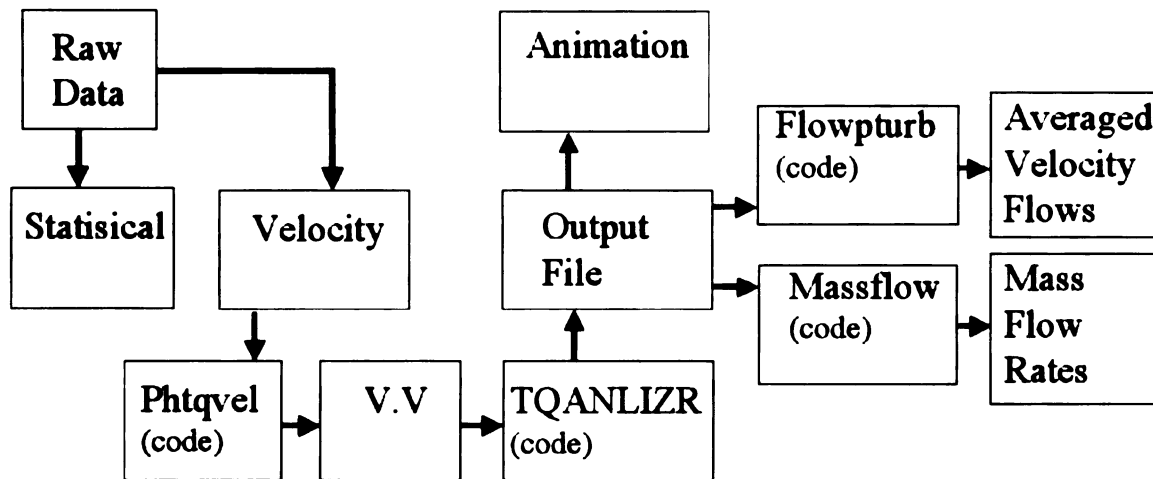 Raw
Data
Animation
Flowpturb
(code)
Averaged
Velocity
Flows
Statisical
Velocity
Output
File
Massflow
(code)
Mass
Flow
Rates
Phtqvel
(code)
V.V
TQANLIZR
(code)